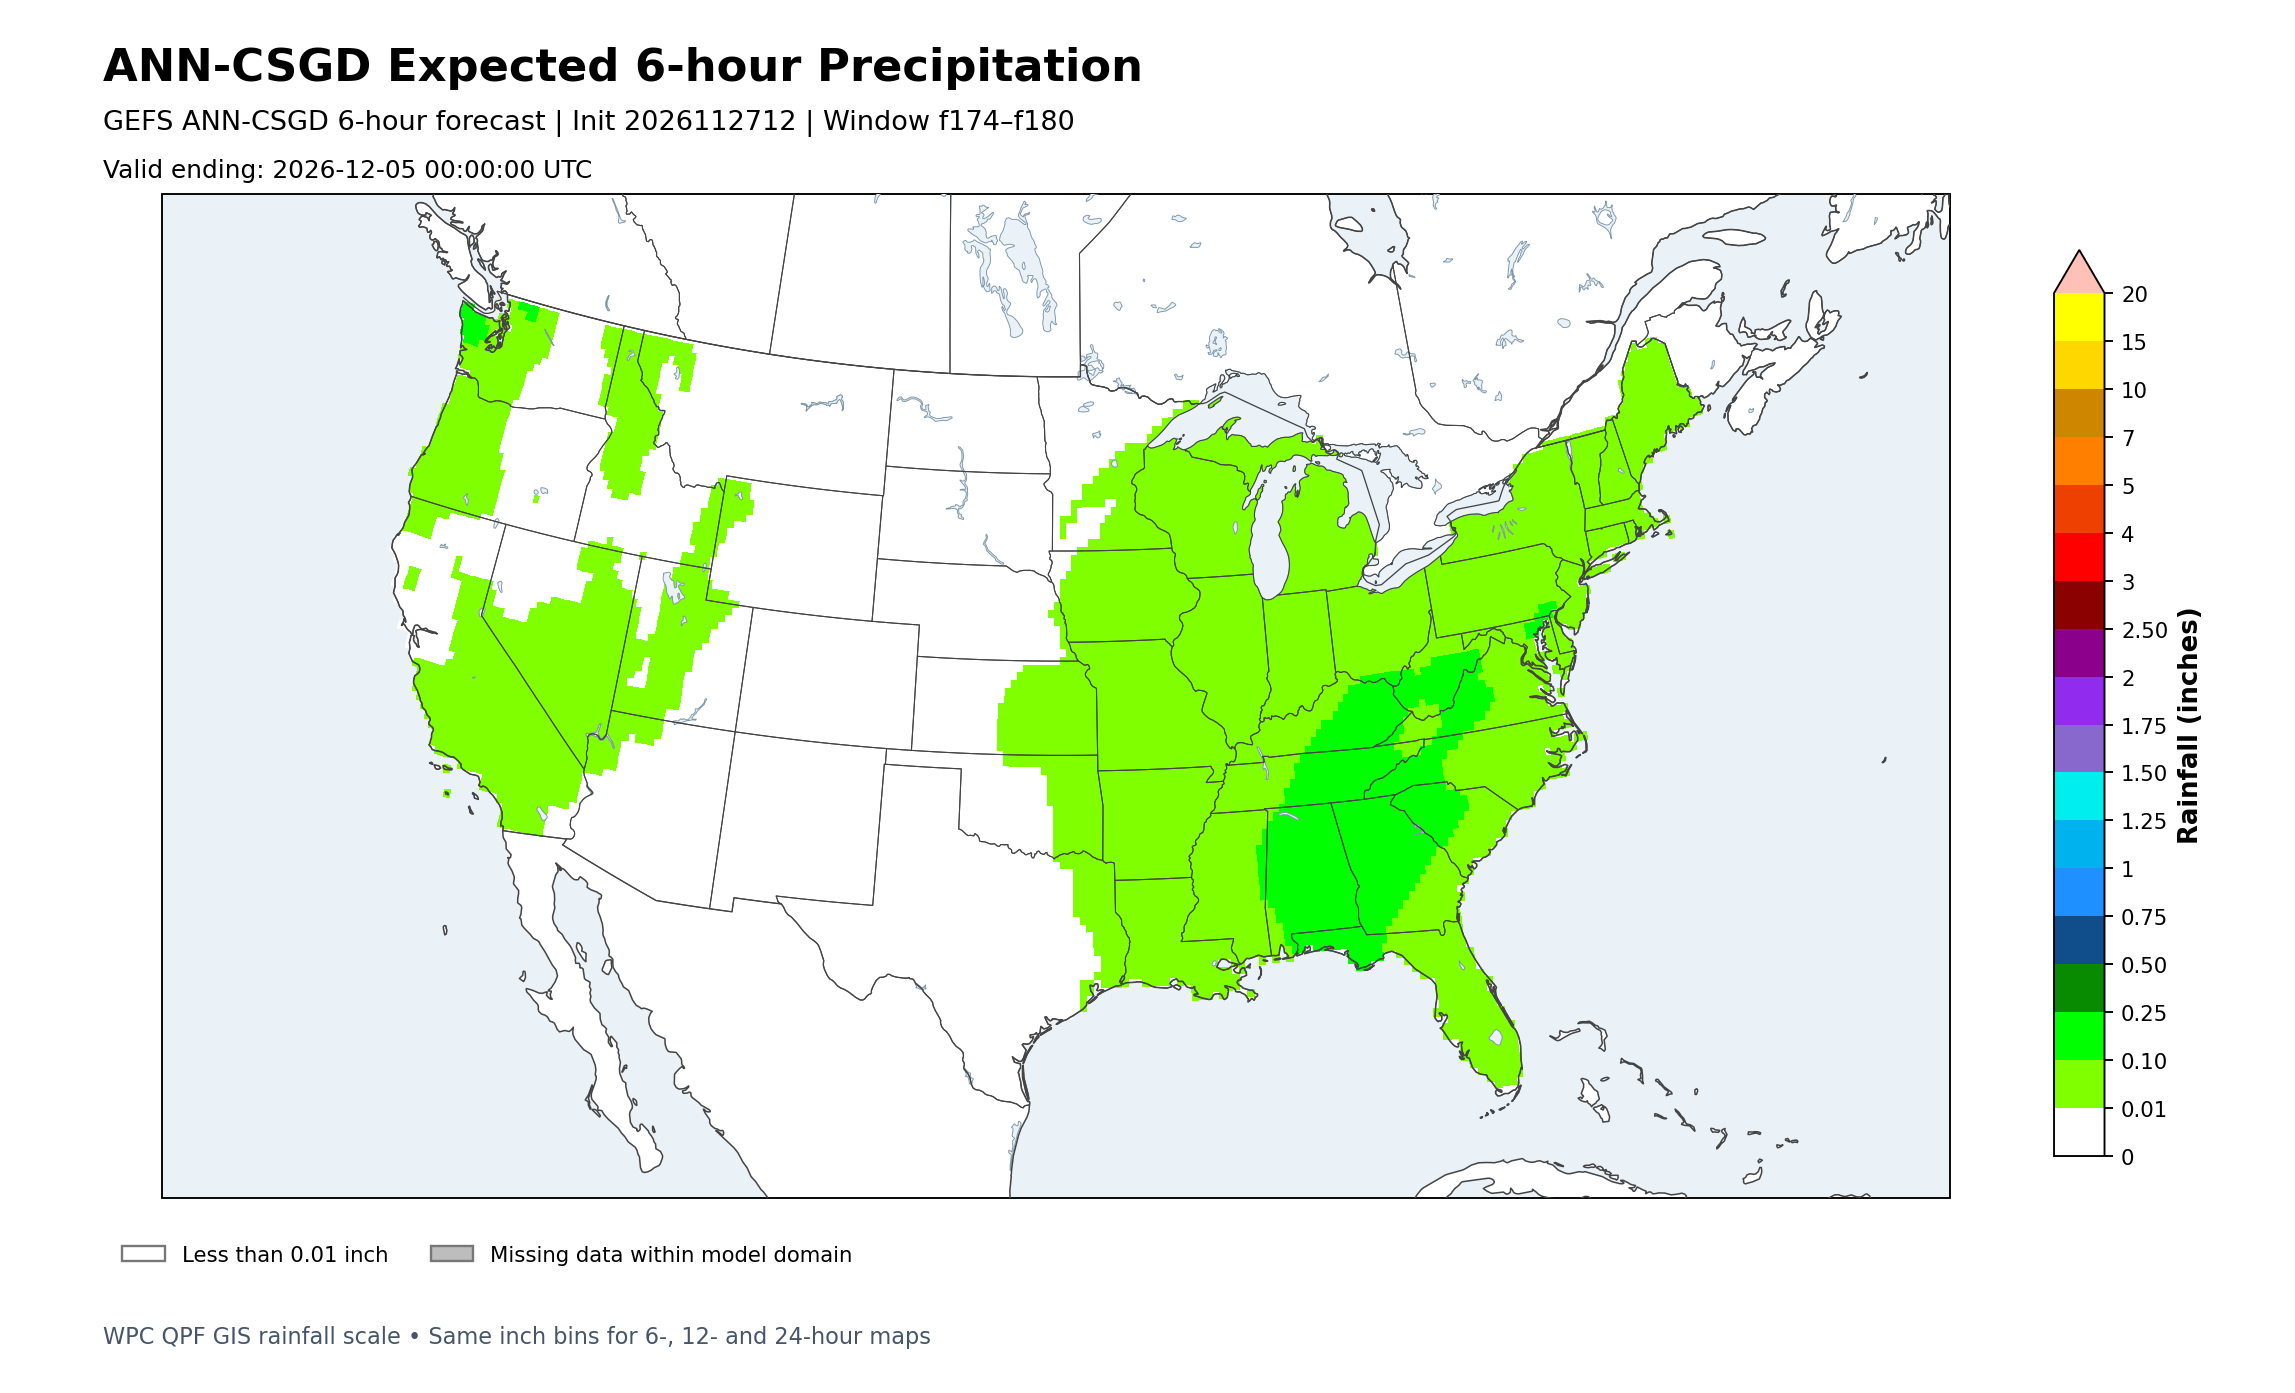 ANN-CSGD Expected 6-hour Precipitation
GEFS ANN-CSGD 6-hour forecast | Init 2026112712 | Window f174–f180
Valid ending: 2026-12-05 00:00:00 UTC
20
15
10
7
5
4
3
2.50
2
1.75
1.50
1.25
1
0.75
0.50
0.25
0.10
0.01
0
Rainfall (inches)
Less than 0.01 inch
Missing data within model domain
WPC QPF GIS rainfall scale • Same inch bins for 6-, 12- and 24-hour maps